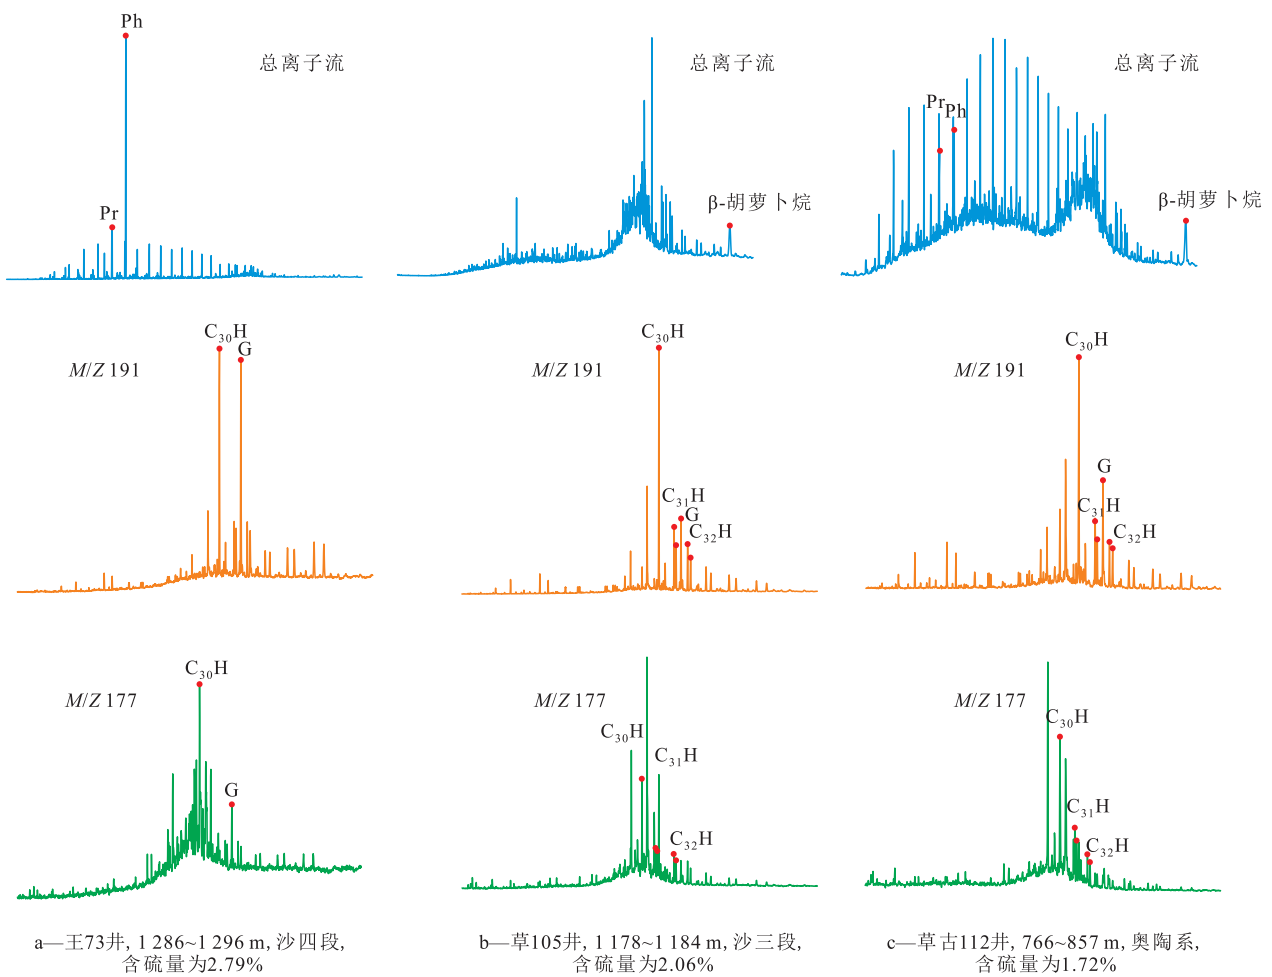 Ph
总离子流
Pr
总离子流
β-胡萝卜烷
总离子流
Pr
Ph
β-胡萝卜烷
C30H
G
M/Z 191
C30H
M/Z 191
C31H
G
C32H
C30H
M/Z 191
G
C31H
C32H
C30H
M/Z 177
G
M/Z 177
C30H
C31H
C32H
M/Z 177
C30H
C31H
C32H
a—王73井, 1 286~1 296 m, 沙四段,
含硫量为2.79%
b—草105井, 1 178~1 184 m, 沙三段,
含硫量为2.06%
c—草古112井, 766~857 m, 奥陶系,
含硫量为1.72%